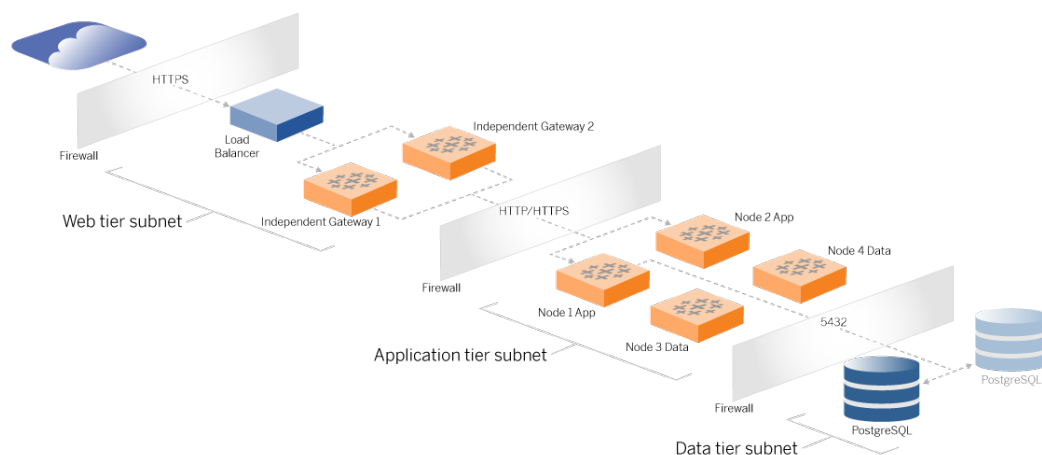 HTTPS
Load
Balancer
Firewall
Independent Gateway 2
Independent Gateway 1
Web tier subnet
HTTP/HTTPS
Firewall
Node 2 App
Node 4 Data
Node 1 App
Node 3 Data
Application tier subnet
5432
Firewall
PostgreSQL
PostgreSQL
Data tier subnet